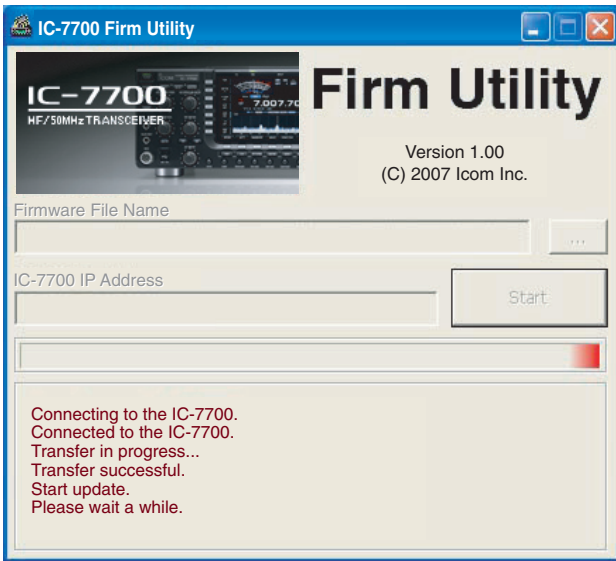 IC-7700 Firm Utility
IC-7700
HF/50MHz TRANSCEIVER
7.007.70
Firm Utility
Version 1.00
(C) 2007 Icom Inc.
Firmware File Name
...
IC-7700 IP Address
Start
Connecting to the IC-7700.
Connected to the IC-7700.
Transfer in progress...
Transfer successful.
Start update.
Please wait a while.